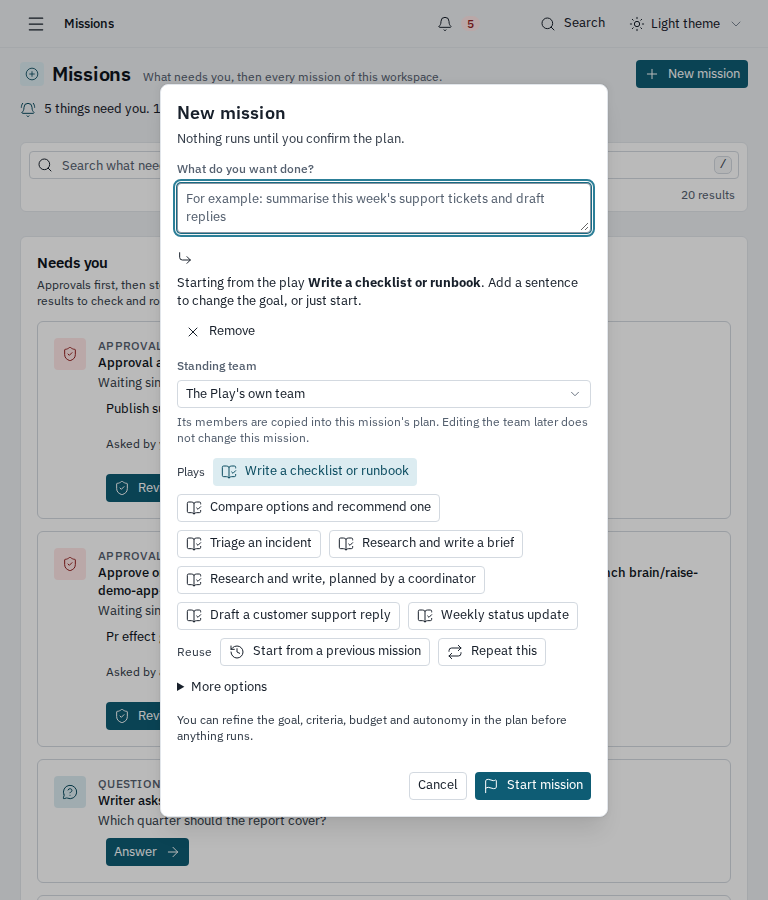 Missions
5
Search
Light theme
Missions
What needs you, then every mission of this workspace.
New mission
5 things need you. 1
Search what nee
/
20 results
Needs you
Approvals first, then st
results to check and ro
APPROVAL
Approval a
Waiting sin
Publish su
Asked by
Rev
APPROVAL
Approve o
nch brain/raise-
demo-app
Waiting sin
Pr effect
Asked by a
Rev
QUESTION
Writer asks
Which quarter should the report cover?
Answer
New mission
Nothing runs until you confirm the plan.
What do you want done?
For example: summarise this week's support tickets and draft
replies
Starting from the play Write a checklist or runbook. Add a sentence
to change the goal, or just start.
Remove
Standing team
The Play's own team
Its members are copied into this mission's plan. Editing the team later does
not change this mission.
Plays
Write a checklist or runbook
Compare options and recommend one
Triage an incident
Research and write a brief
Research and write, planned by a coordinator
Draft a customer support reply
Weekly status update
Reuse
Start from a previous mission
Repeat this
More options
You can refine the goal, criteria, budget and autonomy in the plan before
anything runs.
Cancel
Start mission